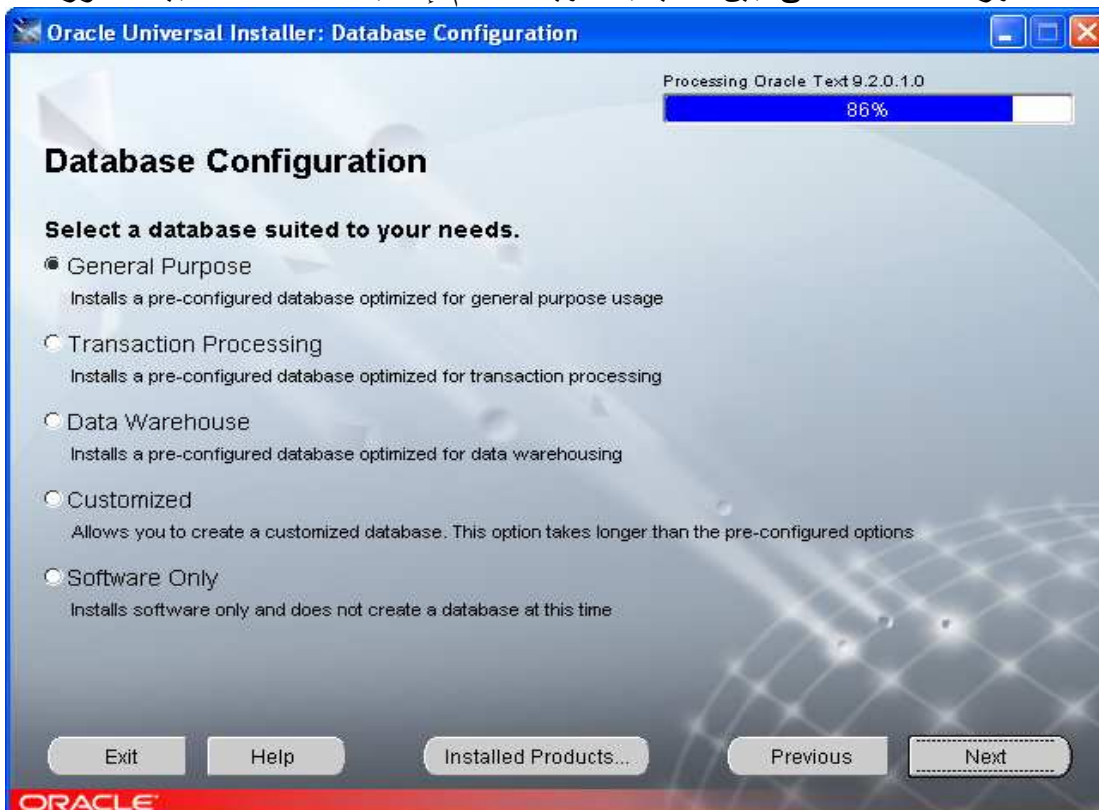 Oracle Universal Installer: Database Configuration
Processing Oracle Text 9.2.0.1.0
86%
Database Configuration
Select a database suited to your needs.
General Purpose
Installs a pre-configured database optimized for general purpose usage
Transaction Processing
Installs a pre-configured database optimized for transaction processing
Data Warehouse
Installs a pre-configured database optimized for data warehousing
Customized
Allows you to create a customized database. This option takes longer than the pre-configured options
Software Only
Installs software only and does not create a database at this time
Exit Help Installed Products... Previous Next
ORACLE